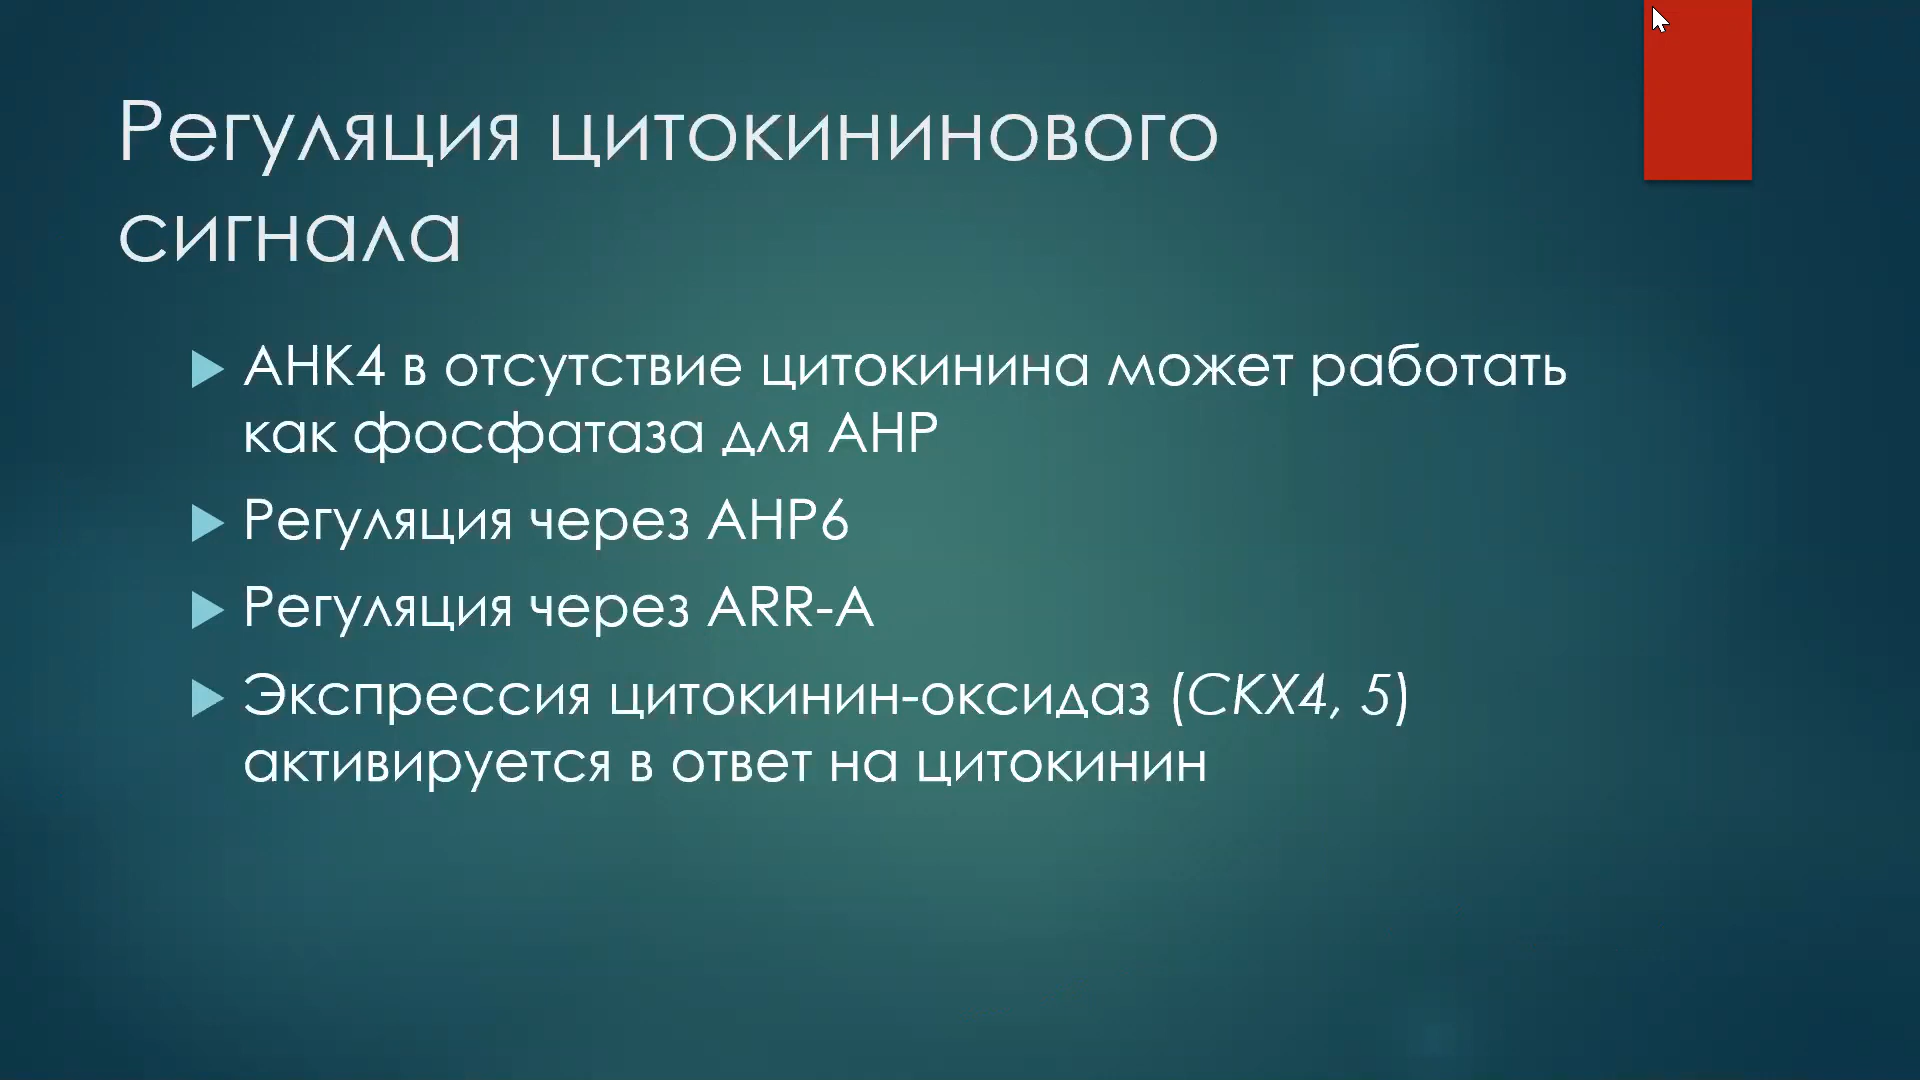 Регуляция цитокининового
сигнала
АНК4 в отсутствие цитокинина может работать
как фосфатаза для АНР
Регуляция через АНР6
Регуляция через ARR-A
Экспрессия цитокинин-оксидаз (CKX4, 5)
активируется в ответ на цитокинин